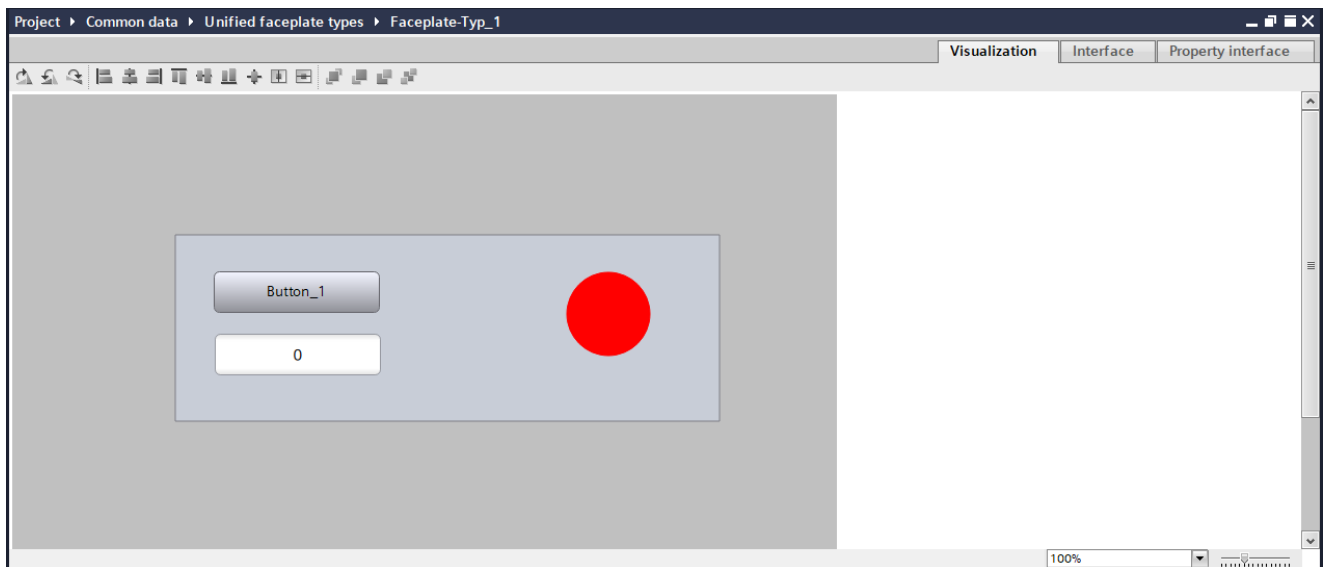 Project ▸ Common data ▸ Unified faceplate types ▸ Faceplate-Typ_1
Visualization Interface Property interface
Button_1
0
100%